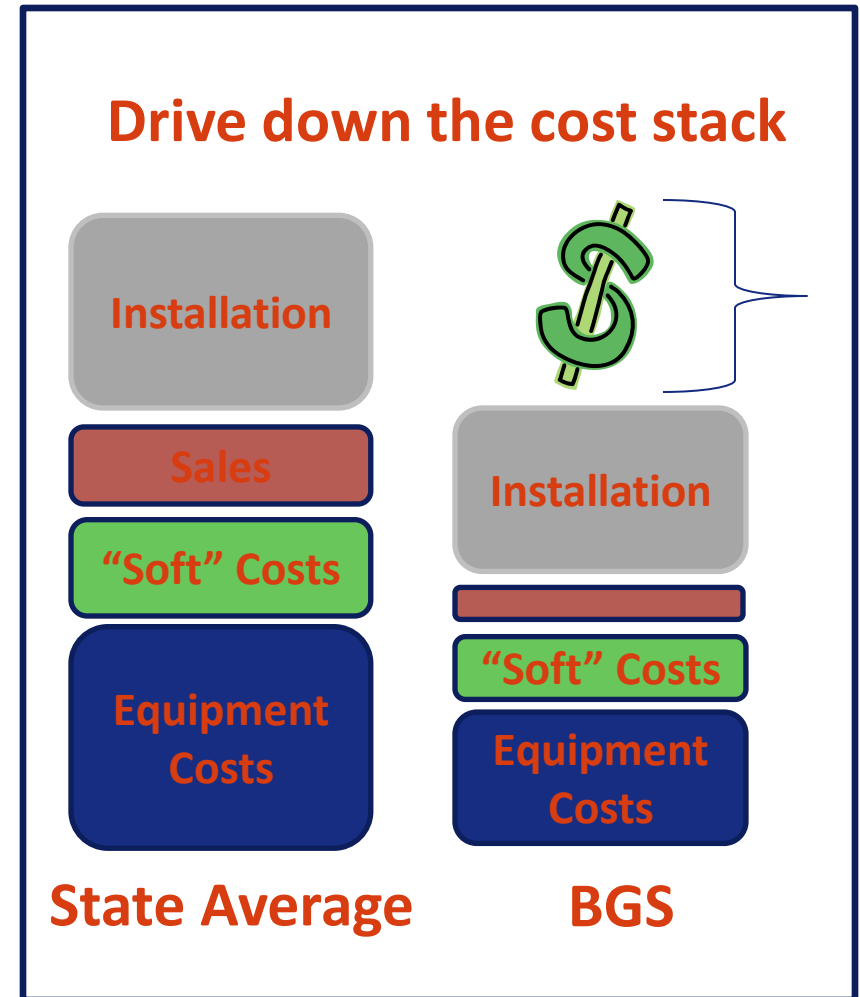 Drive down the cost stack
Installation
Sales
“Soft” Costs
Equipment
Costs
State Average
Installation
“Soft” Costs
Equipment
Costs
BGS